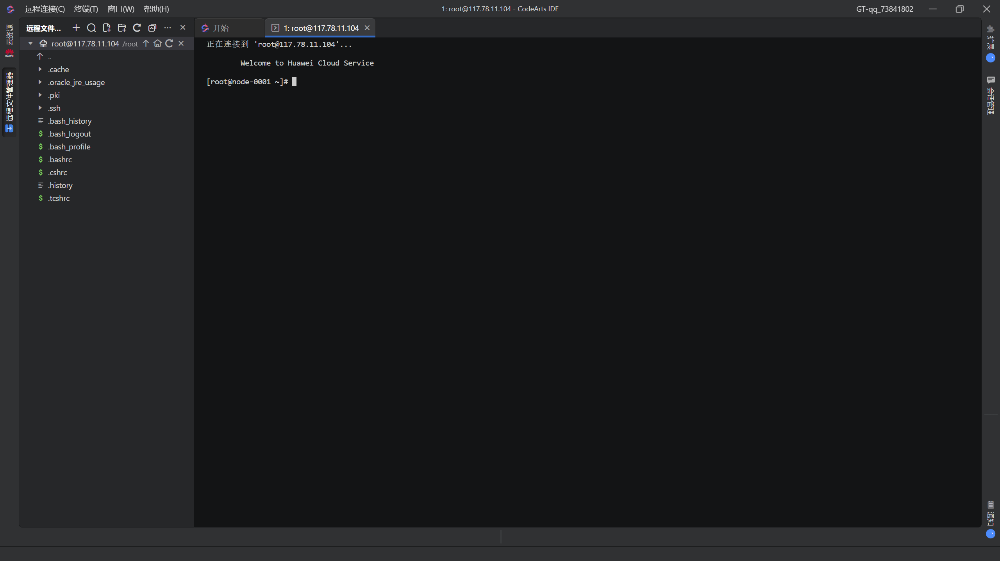 远程连接(C) 终端(T) 窗口(W) 帮助(H)
1: root@117.78.11.104 - CodeArts IDE
GT-qq_73841802
云资源
HUAWEI
远程文件管理器
远程文件...
root@117.78.11.104 /root
..
.cache
.oracle_jre_usage
.pki
.ssh
.bash_history
.bash_logout
.bash_profile
.bashrc
.cshrc
.history
.tcshrc
开始
1: root@117.78.11.104
正在连接到 'root@117.78.11.104'...
Welcome to Huawei Cloud Service
[root@node-0001 ~]#
扩展
1
会话管理
通知
1